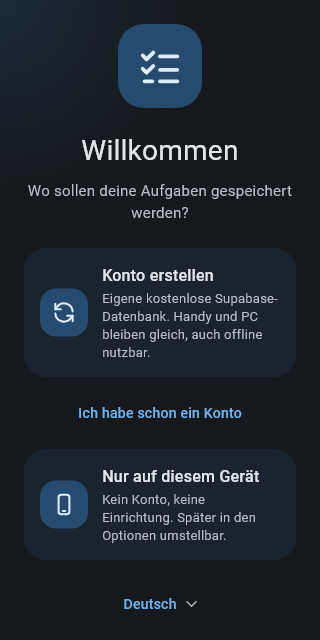 Willkommen
Wo sollen deine Aufgaben gespeichert
werden?
Konto erstellen
Eigene kostenlose Supabase-
Datenbank. Handy und PC
bleiben gleich, auch offline
nutzbar.
Ich habe schon ein Konto
Nur auf diesem Gerät
Kein Konto, keine
Einrichtung. Später in den
Optionen umstellbar.
Deutsch